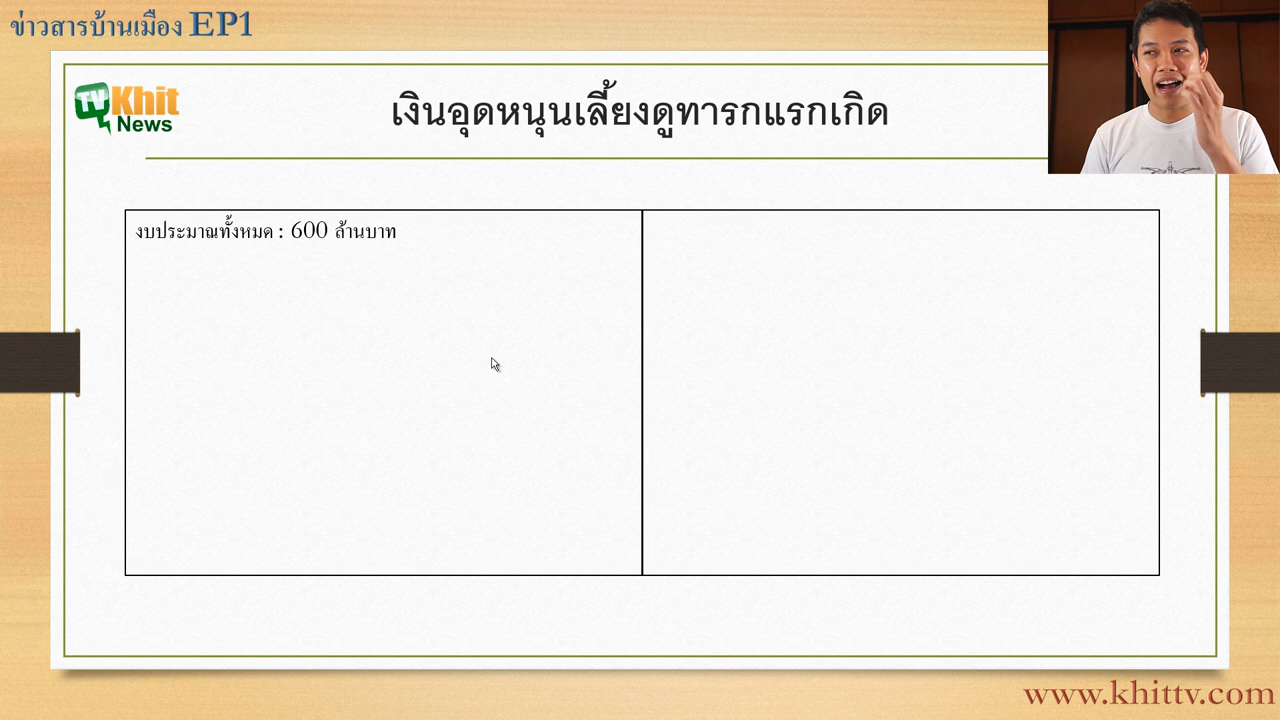 ข่าวสารบ้านเมือง EP1
TV Khit
News
เงินอุดหนุนเลี้ยงดูทารกแรกเกิด
งบประมาณทั้งหมด : 600 ล้านบาท
www.khittv.com